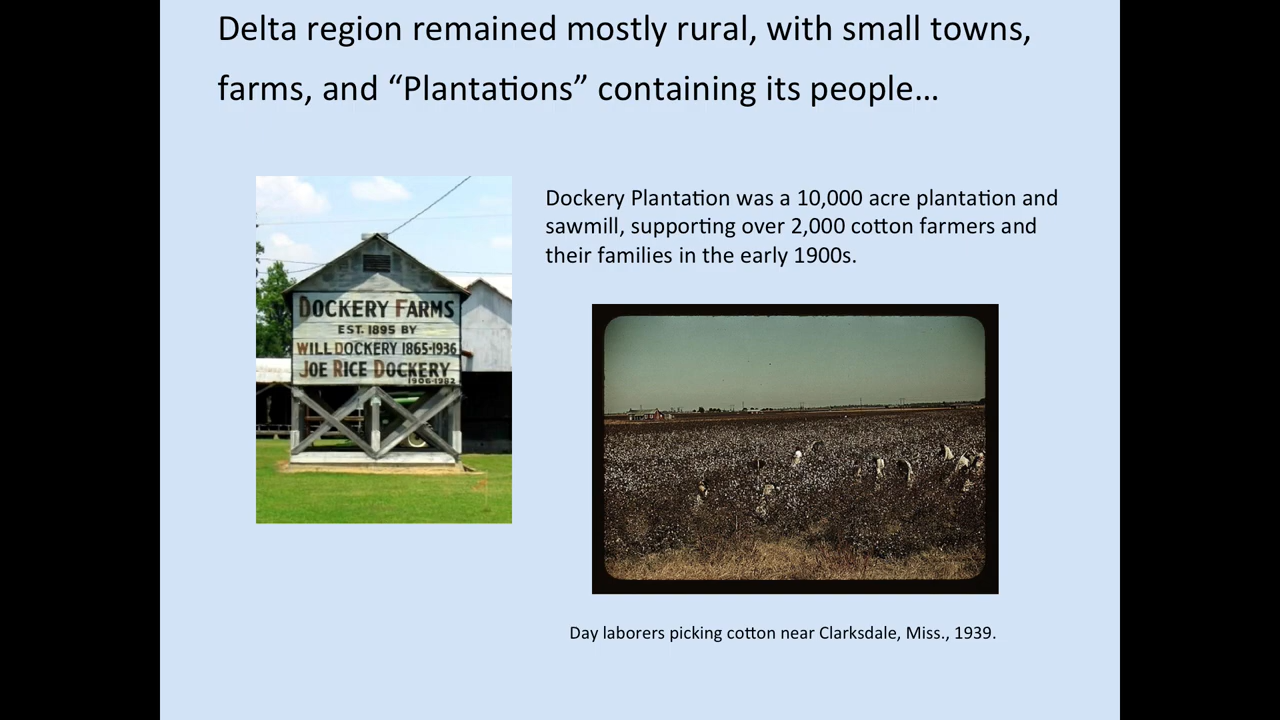 Delta region remained mostly rural, with small towns,
farms, and “Plantations” containing its people…
DOCKERY FARMS
EST. 1895 BY
WILL DOCKERY 1865-1936
JOE RICE DOCKERY
1906-1982
Dockery Plantation was a 10,000 acre plantation and
sawmill, supporting over 2,000 cotton farmers and
their families in the early 1900s.
Day laborers picking cotton near Clarksdale, Miss., 1939.